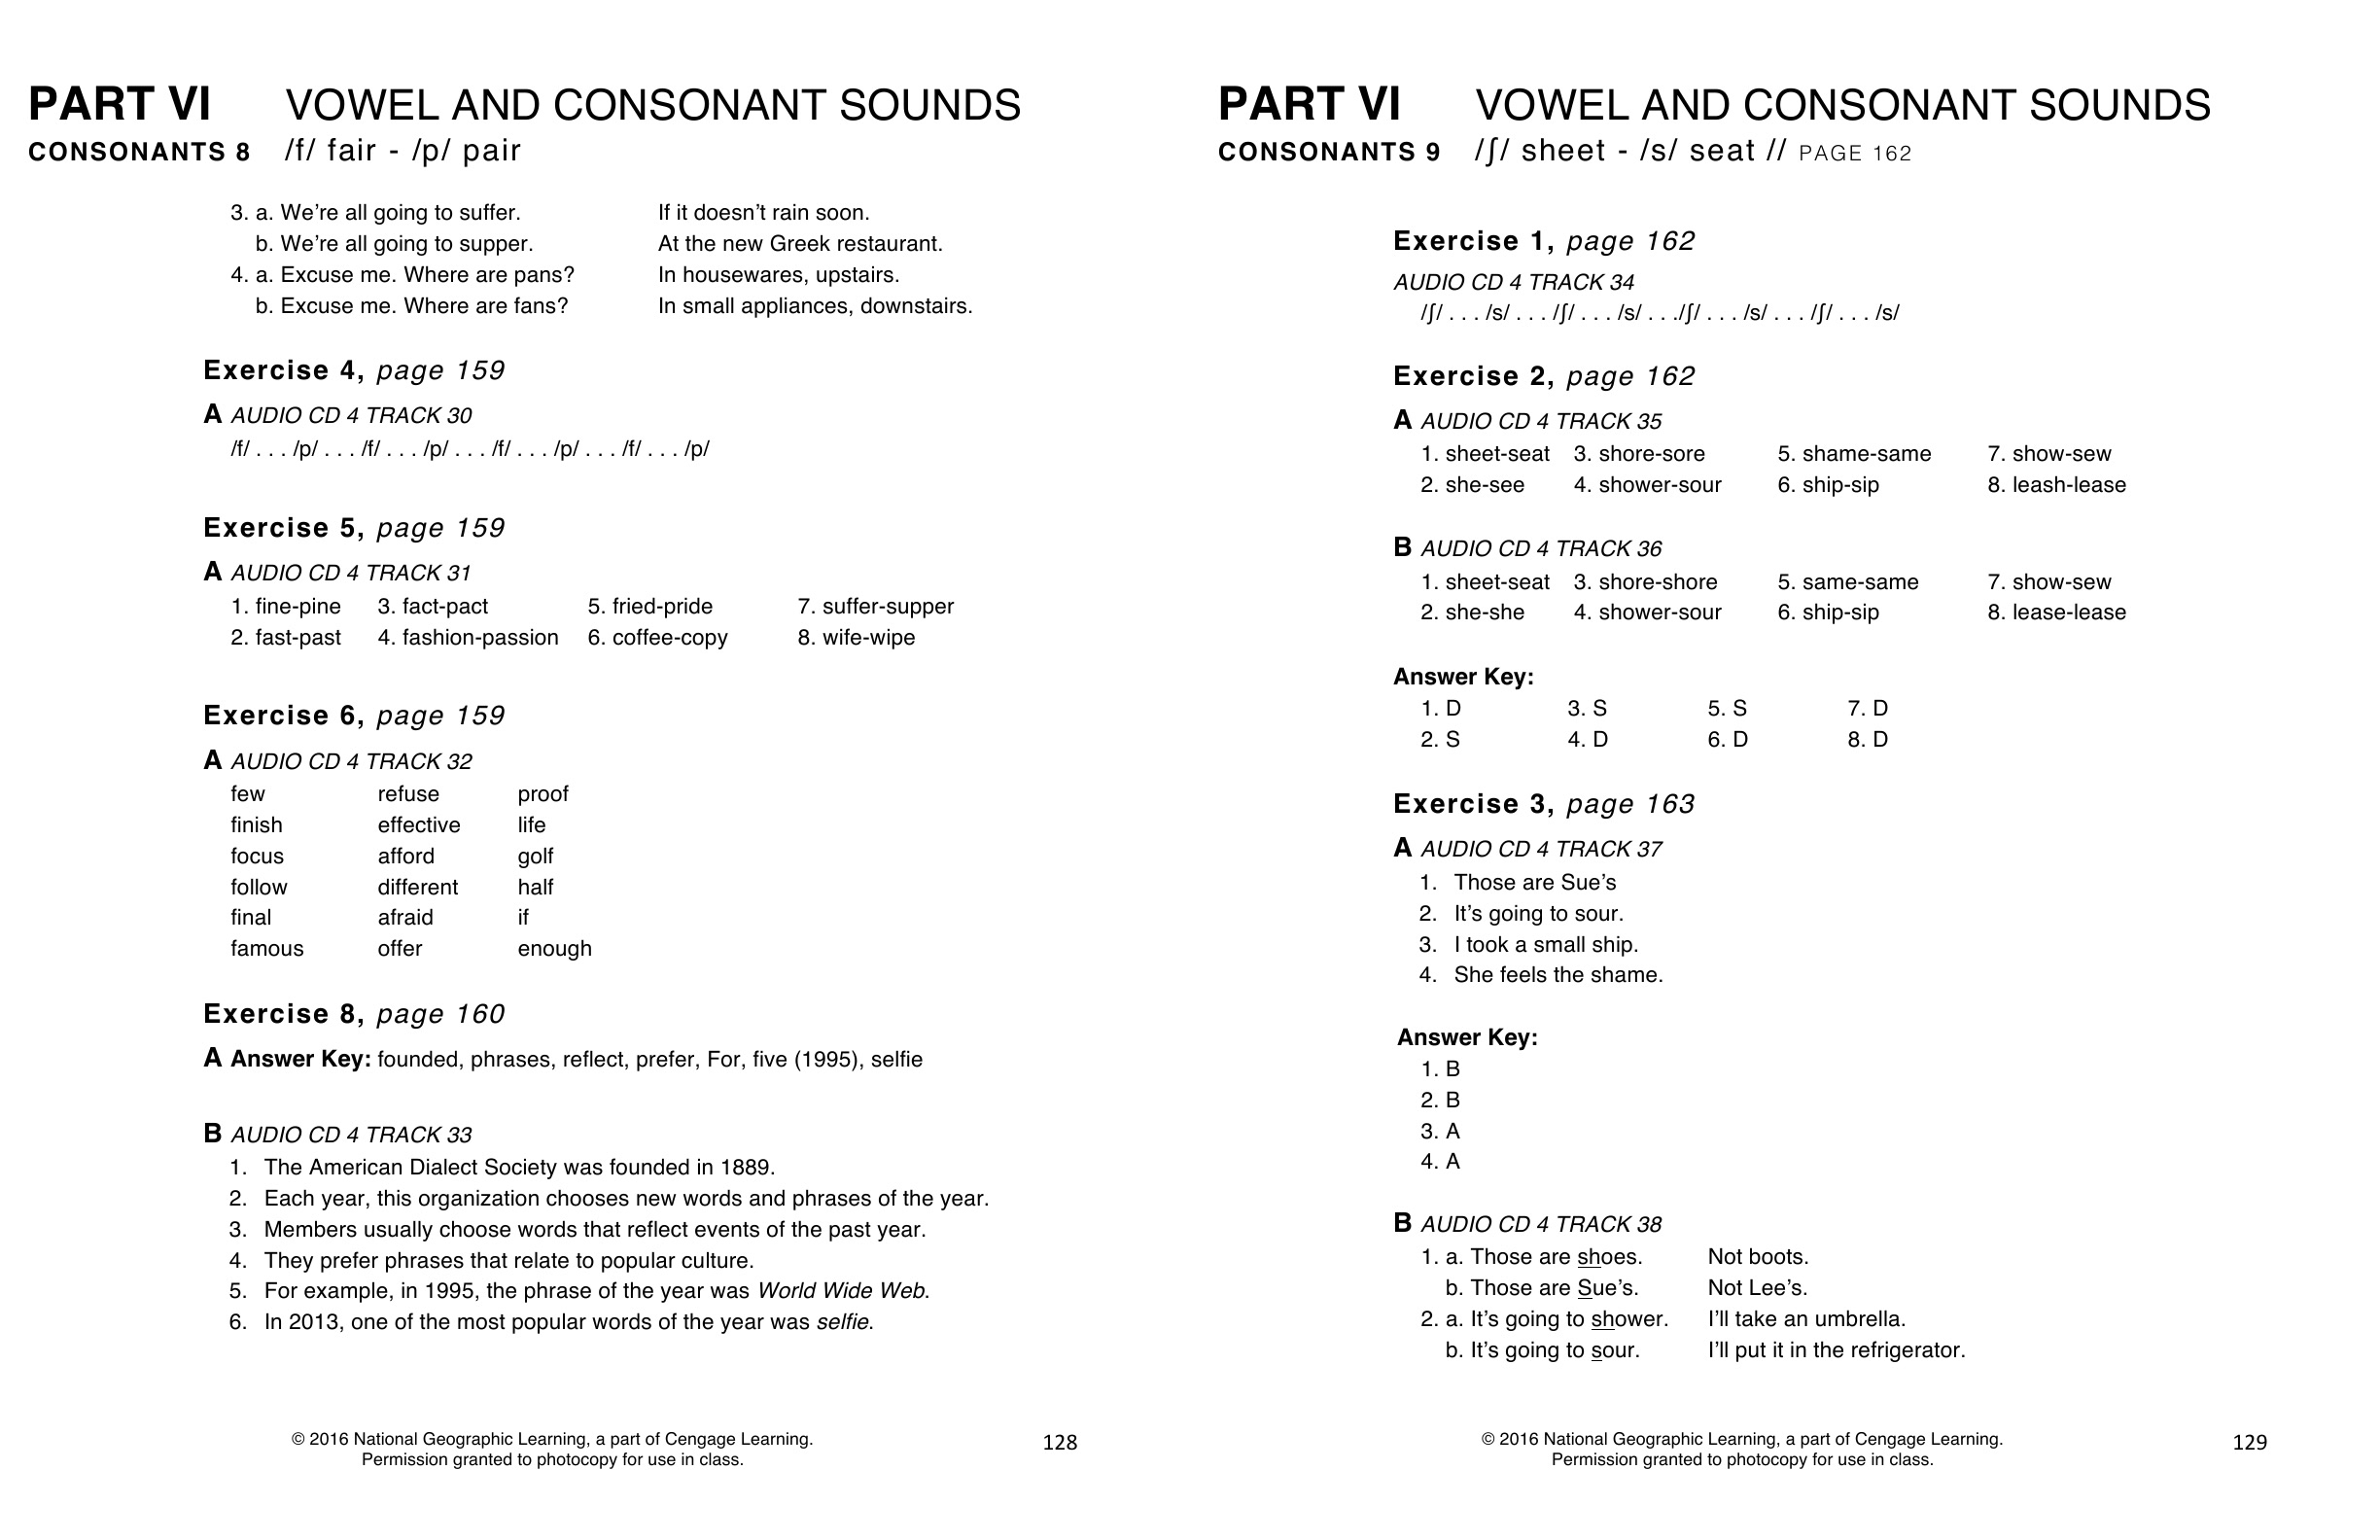 PART VI VOWEL AND CONSONANT SOUNDS
CONSONANTS 8 /f/ fair - /p/ pair
3. a. We’re all going to suffer. If it doesn’t rain soon.
b. We’re all going to supper. At the new Greek restaurant.
4. a. Excuse me. Where are pans? In housewares, upstairs.
b. Excuse me. Where are fans? In small appliances, downstairs.
Exercise 4, page 159
A AUDIO CD 4 TRACK 30
/f/ . . . /p/ . . . /f/ . . . /p/ . . . /f/ . . . /p/ . . . /f/ . . . /p/
Exercise 5, page 159
A AUDIO CD 4 TRACK 31
1. fine-pine 3. fact-pact 5. fried-pride 7. suffer-supper
2. fast-past 4. fashion-passion 6. coffee-copy 8. wife-wipe
Exercise 6, page 159
A AUDIO CD 4 TRACK 32
few refuse proof
finish effective life
focus afford golf
follow different half
final afraid if
famous offer enough
Exercise 8, page 160
A Answer Key: founded, phrases, reflect, prefer, For, five (1995), selfie
B AUDIO CD 4 TRACK 33
1. The American Dialect Society was founded in 1889.
2. Each year, this organization chooses new words and phrases of the year.
3. Members usually choose words that reflect events of the past year.
4. They prefer phrases that relate to popular culture.
5. For example, in 1995, the phrase of the year was World Wide Web.
6. In 2013, one of the most popular words of the year was selfie.
© 2016 National Geographic Learning, a part of Cengage Learning.
Permission granted to photocopy for use in class.
128
PART VI VOWEL AND CONSONANT SOUNDS
CONSONANTS 9 /ʃ/ sheet - /s/ seat // PAGE 162
Exercise 1, page 162
AUDIO CD 4 TRACK 34
/ʃ/ . . . /s/ . . . /ʃ/ . . . /s/ . . ./ʃ/ . . . /s/ . . . /ʃ/ . . . /s/
Exercise 2, page 162
A AUDIO CD 4 TRACK 35
1. sheet-seat 3. shore-sore 5. shame-same 7. show-sew
2. she-see 4. shower-sour 6. ship-sip 8. leash-lease
B AUDIO CD 4 TRACK 36
1. sheet-seat 3. shore-shore 5. same-same 7. show-sew
2. she-she 4. shower-sour 6. ship-sip 8. lease-lease
Answer Key:
1. D 3. S 5. S 7. D
2. S 4. D 6. D 8. D
Exercise 3, page 163
A AUDIO CD 4 TRACK 37
1. Those are Sue’s
2. It’s going to sour.
3. I took a small ship.
4. She feels the shame.
Answer Key:
1. B
2. B
3. A
4. A
B AUDIO CD 4 TRACK 38
1. a. Those are shoes. Not boots.
b. Those are Sue’s. Not Lee’s.
2. a. It’s going to shower. I’ll take an umbrella.
b. It’s going to sour. I’ll put it in the refrigerator.
© 2016 National Geographic Learning, a part of Cengage Learning.
Permission granted to photocopy for use in class.
129